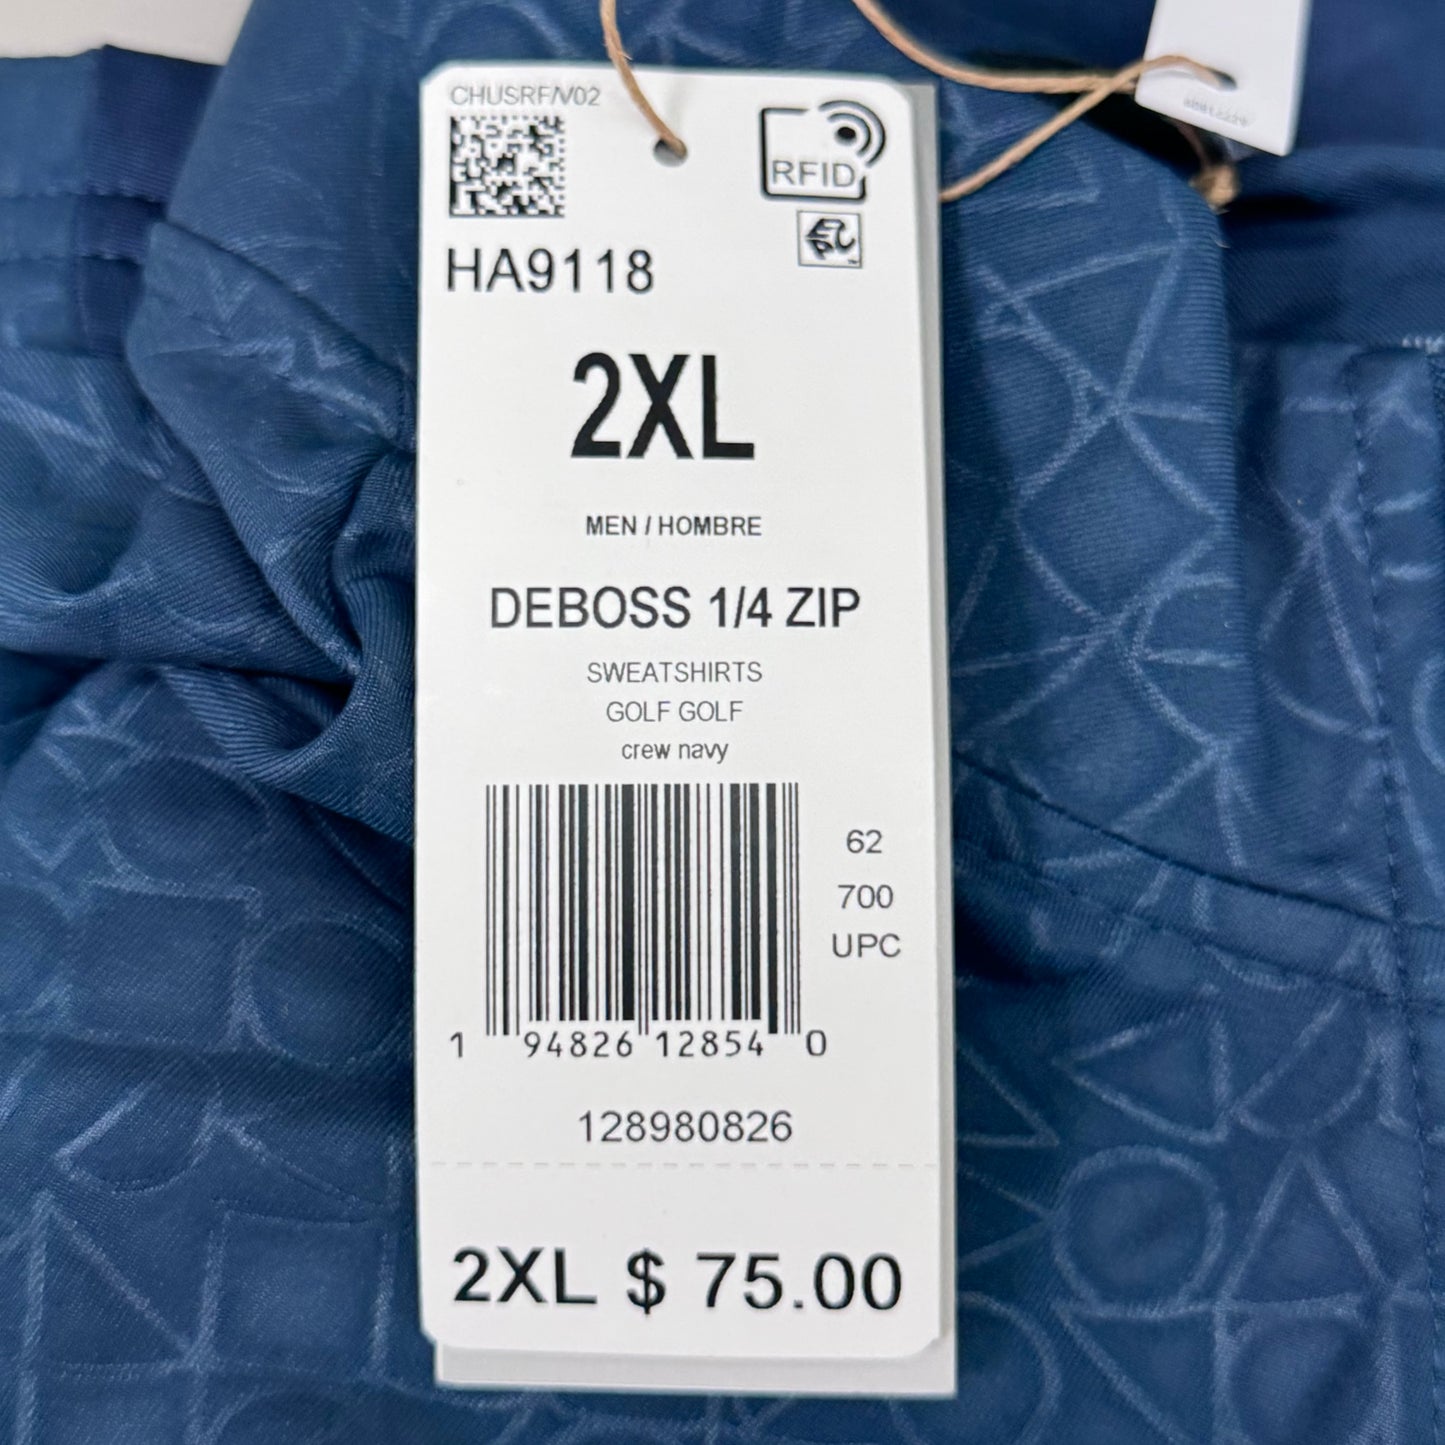 CHUSRF/V02
RFID
HA9118
2XL
MEN / HOMBRE
DEBOSS 1/4 ZIP
SWEATSHIRTS
GOLF GOLF
crew navy
62
700
UPC
1 94826 12854 0
128980826
2XL $ 75.00